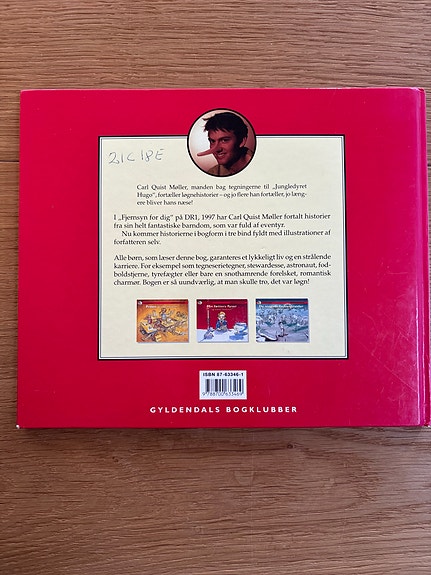 Carl Quist Møller, manden bag tegningerne til „Jungledyret
Hugo", fortæller løgnehistorier – og jo flere han fortæller, jo læng-
ere bliver hans næse!
I „Fjernsyn for dig" på DR1, 1997 har Carl Quist Møller fortalt historier
fra sin helt fantastiske barndom, som var fuld af eventyr.
Nu kommer historierne i bogform i tre bind fyldt med illustrationer af
forfatteren selv.
Alle børn, som læser denne bog, garanteres et lykkeligt liv og en strålende
karriere. For eksempel som tegneserietegner, stewardesse, astronaut, fod-
boldstjerne, tyrefægter eller bare en snothamrende forelsket, romantisk
charmør. Bogen er så uundværlig, at man skulle tro, det var løgn!
ISBN 87-63346-1
9788700633469
GYLDENDALS BOGKLUBBER